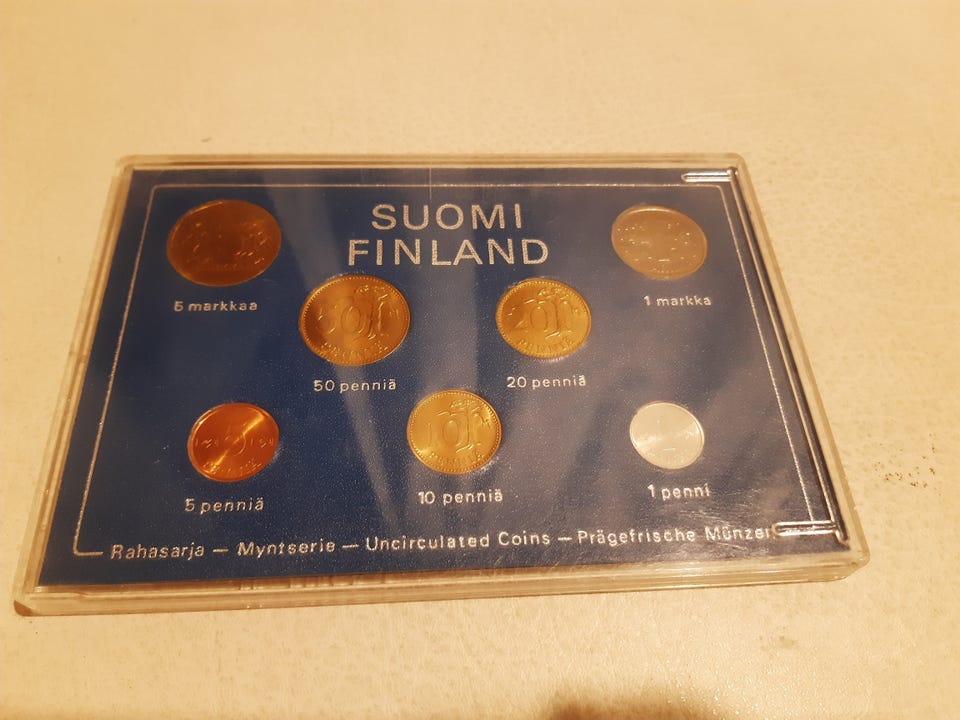 SUOMI
FINLAND
5 markkaa
1 markka
50 penniä
20 penniä
5 penniä
10 penniä
1 penni
Rahasarja — Myntserie — Uncirculated Coins — Prägefrische Münzen